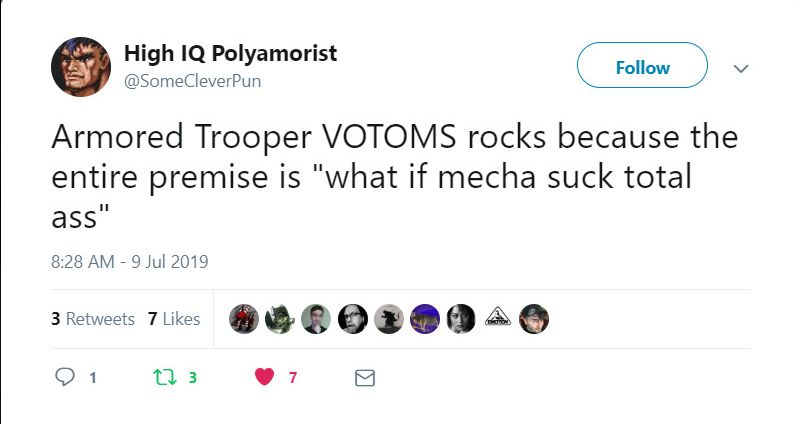 High IQ Polyamorist
@SomeCleverPun
Follow
Armored Trooper VOTOMS rocks because the
entire premise is "what if mecha suck total
ass"
8:28 AM - 9 Jul 2019
3 Retweets 7 Likes
1 3 7